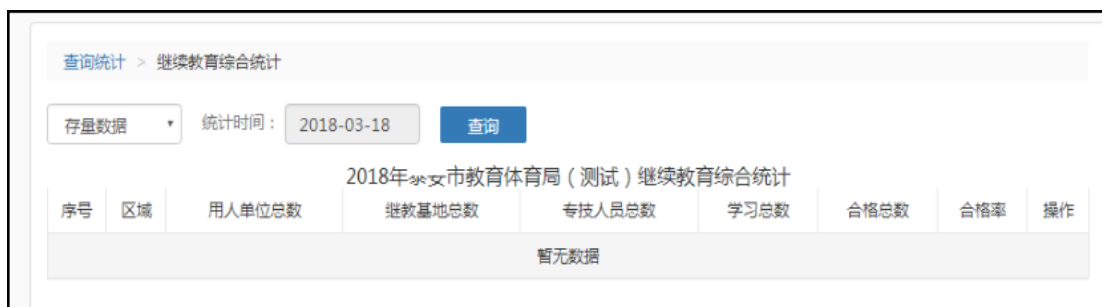 查询统计 > 继续教育综合统计
存量数据 统计时间： 2018-03-18 查询
2018年泰安市教育体育局（测试）继续教育综合统计
序号 区域 用人单位总数 继教基地总数 专技人员总数 学习总数 合格总数 合格率 操作
暂无数据